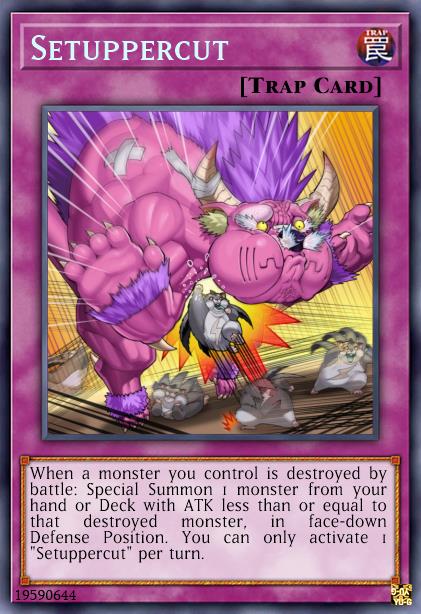 Setuppercut
TRAP
罠
[Trap Card]
When a monster you control is destroyed by
battle: Special Summon 1 monster from your
hand or Deck with ATK less than or equal to
that destroyed monster, in face-down
Defense Position. You can only activate 1
"Setuppercut" per turn.
19590644